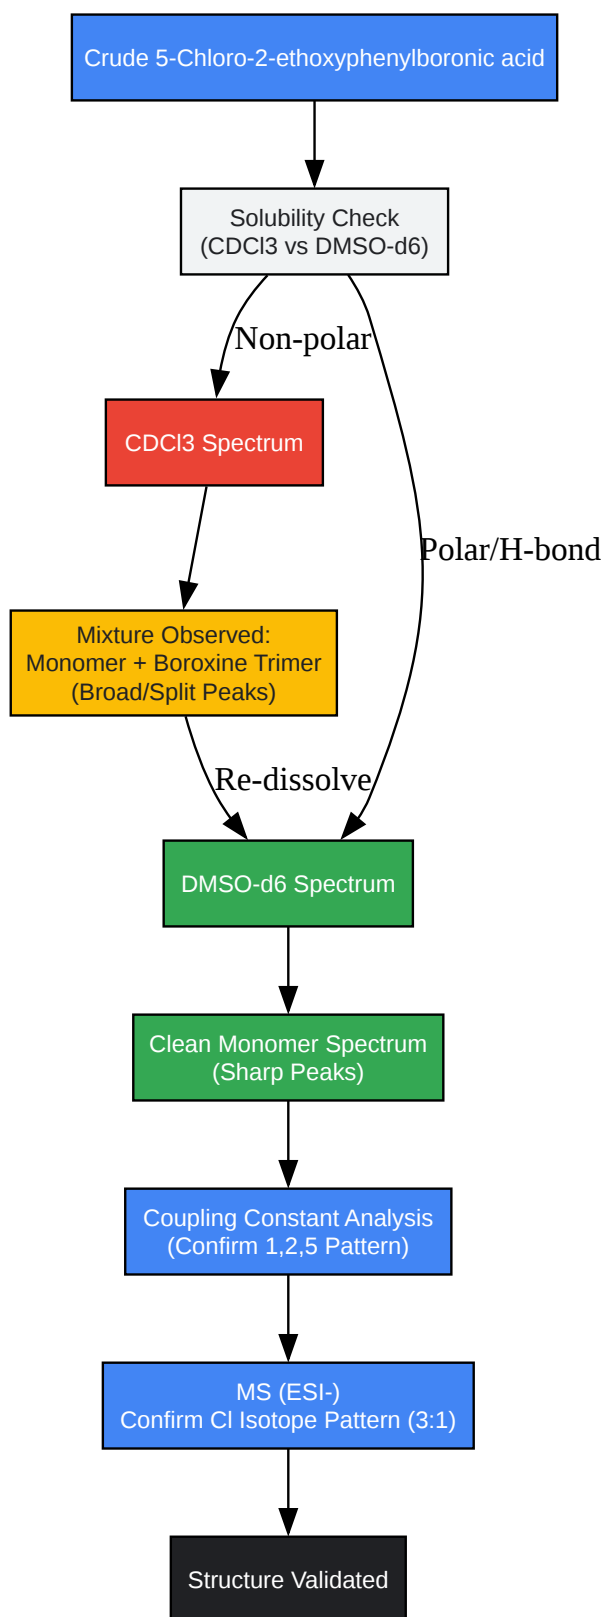 Crude 5-Chloro-2-ethoxyphenylboronic acid
Solubility Check
(CDCl3 vs DMSO-d6)
Non-polar
CDCl3 Spectrum
Polar/H-bond
Mixture Observed:
Monomer + Boroxine Trimer
(Broad/Split Peaks)
Re-dissolve
DMSO-d6 Spectrum
Clean Monomer Spectrum
(Sharp Peaks)
Coupling Constant Analysis
(Confirm 1,2,5 Pattern)
MS (ESI-)
Confirm Cl Isotope Pattern (3:1)
Structure Validated